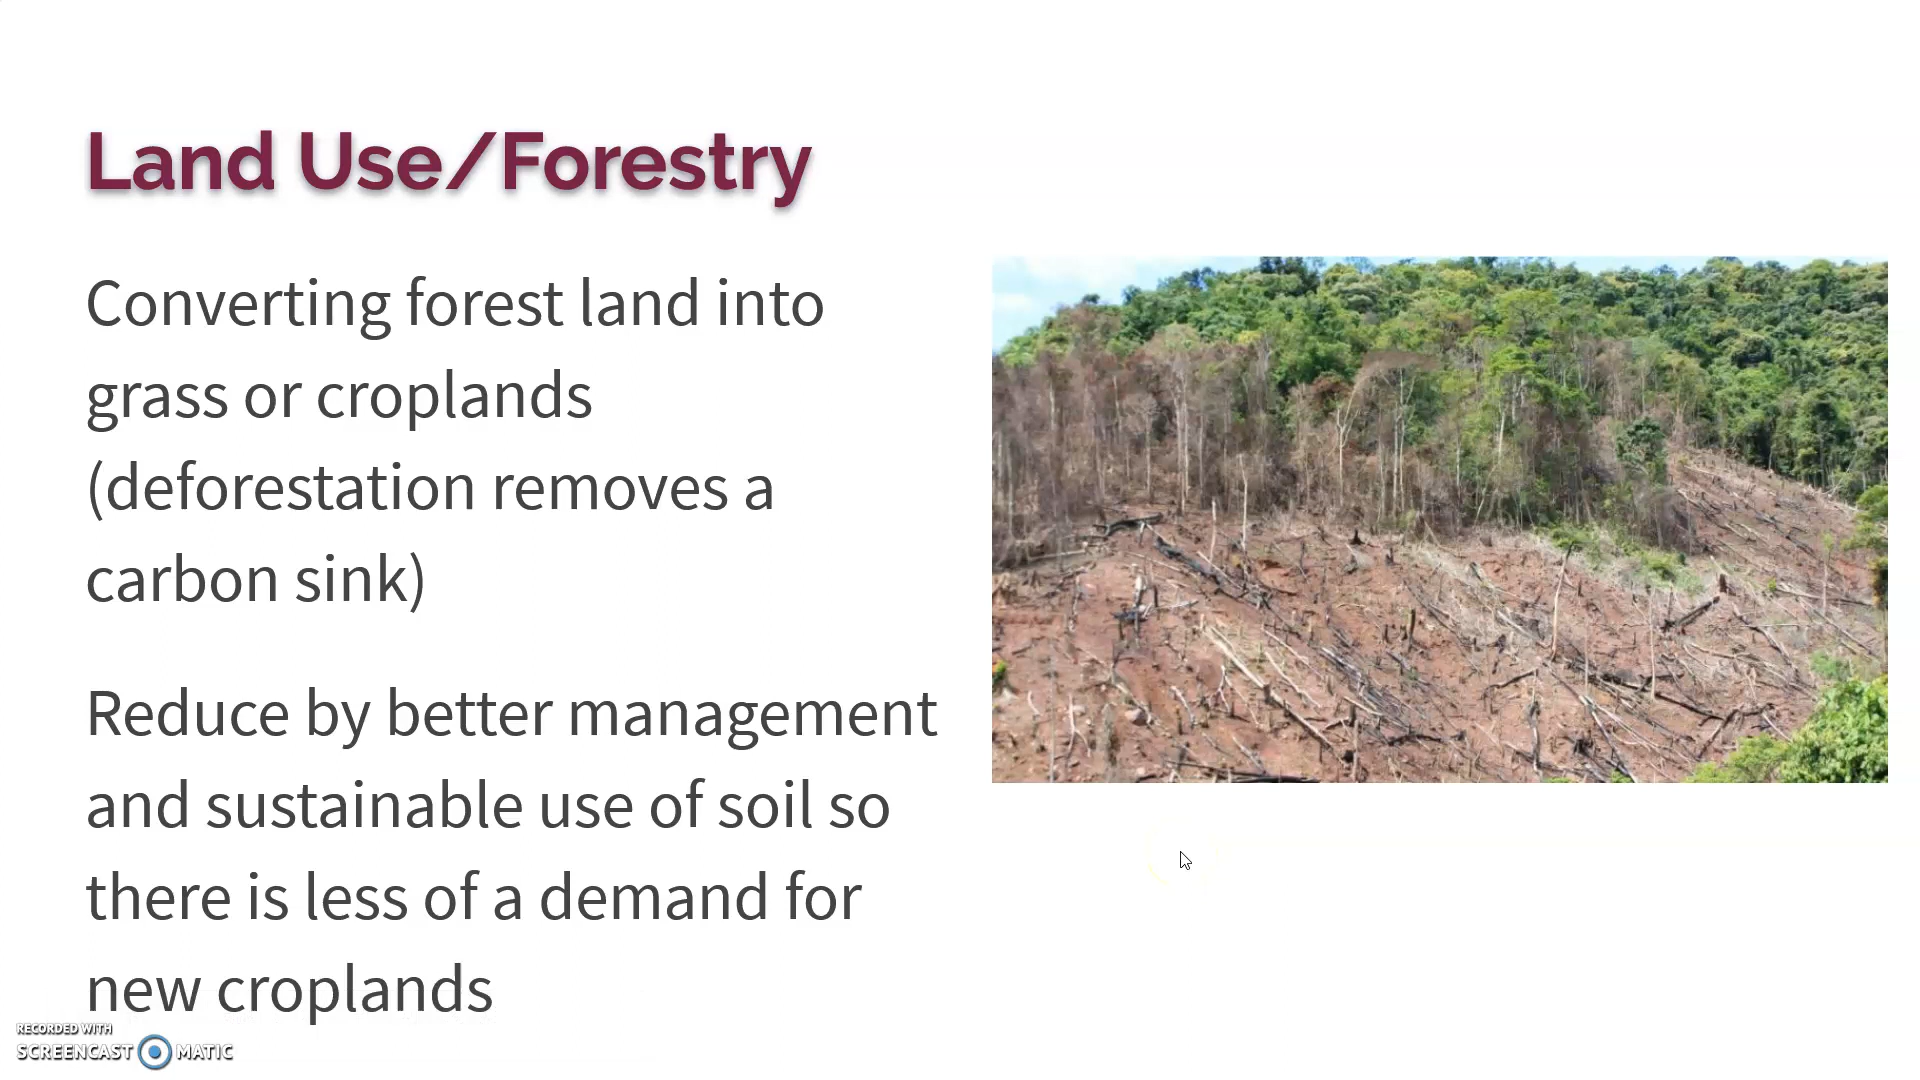 Land Use/Forestry
Converting forest land into
grass or croplands
(deforestation removes a
carbon sink)
Reduce by better management
and sustainable use of soil so
there is less of a demand for
new croplands
RECORDED WITH
SCREENCAST MATIC